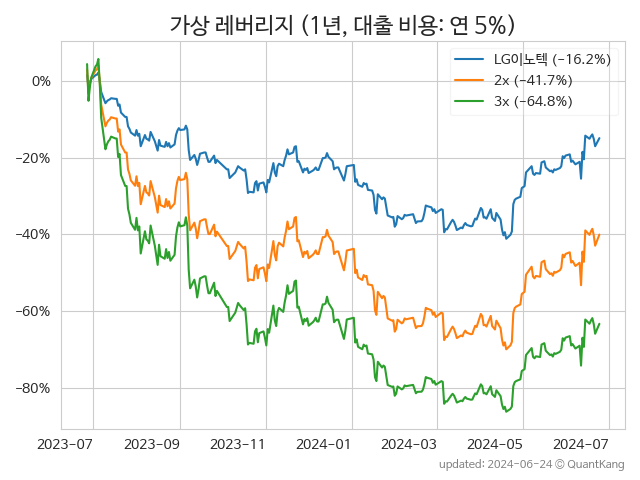 가상 레버리지 (1년, 대출 비용: 연 5%)
LG이노텍 (−16.2%)
2x (−41.7%)
3x (−64.8%)
0%
−20%
−40%
−60%
−80%
2023-07 2023-09 2023-11 2024-01 2024-03 2024-05 2024-07
updated: 2024-06-24 ⓒ QuantKang